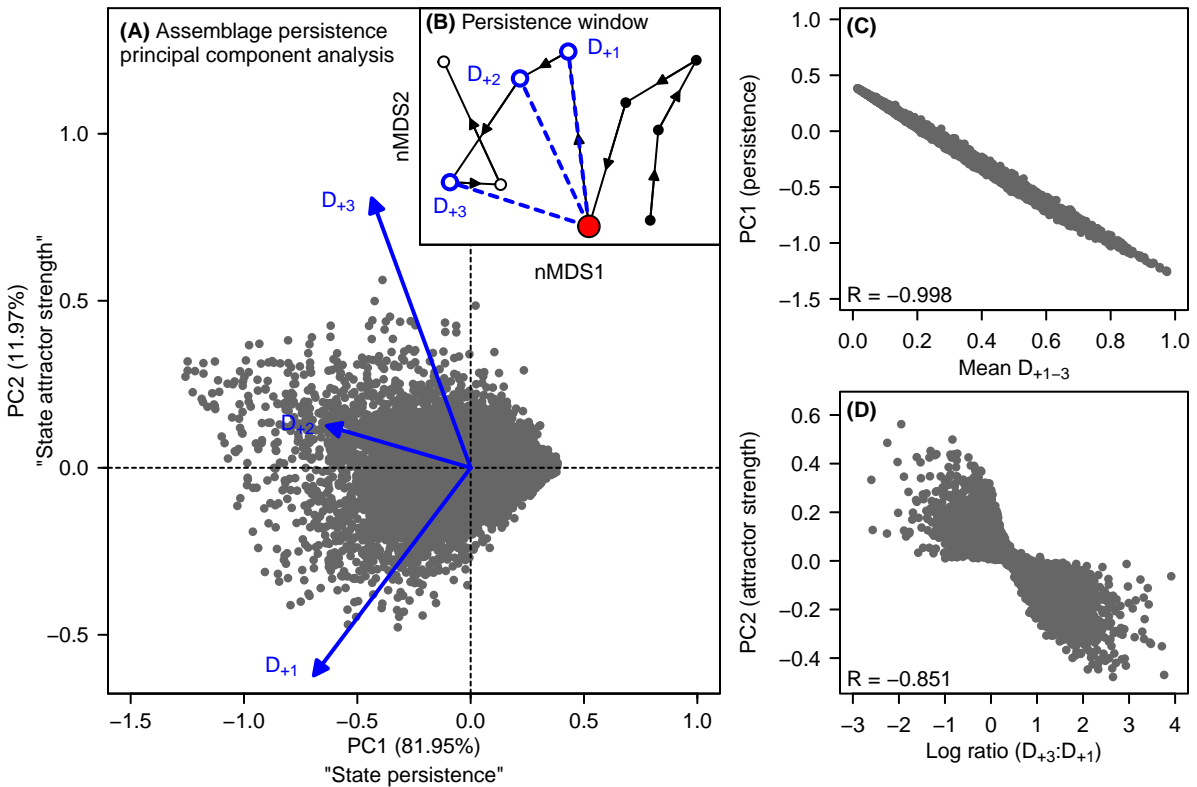 (A) Assemblage persistence
principal component analysis
(B) Persistence window
D+1
D+2
D+3
nMDS2
nMDS1
D+3
D+2
D+1
1.0
0.5
0.0
−0.5
PC2 (11.97%)
"State attractor strength"
−1.5
−1.0
−0.5
0.0
0.5
1.0
PC1 (81.95%)
"State persistence"
(C)
1.0
0.5
0.0
−0.5
−1.0
−1.5
PC1 (persistence)
R = −0.998
0.0
0.2
0.4
0.6
0.8
1.0
Mean D+1−3
(D)
0.6
0.4
0.2
0.0
−0.2
−0.4
PC2 (attractor strength)
R = −0.851
−3
−2
−1
0
1
2
3
4
Log ratio (D+3:D+1)